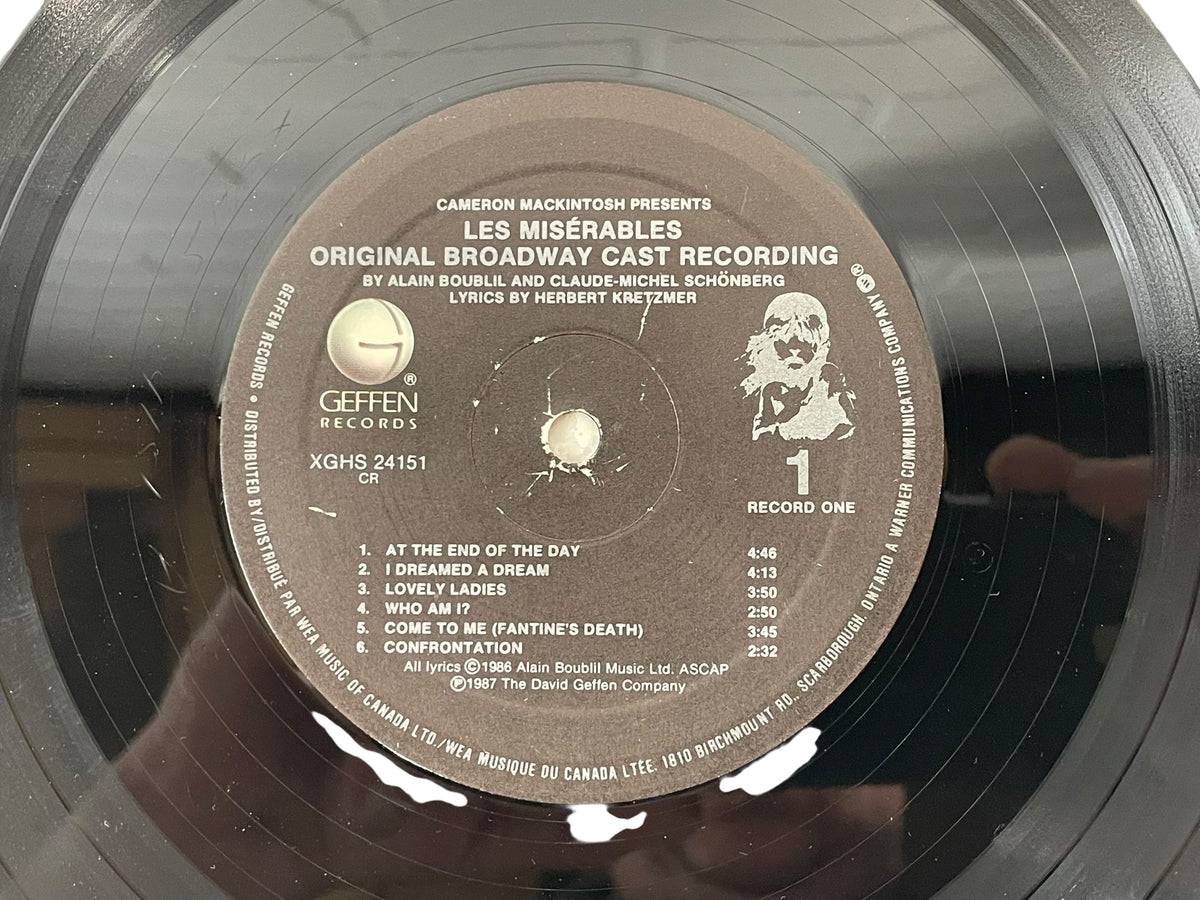 CAMERON MACKINTOSH PRESENTS
LES MISÉRABLES
ORIGINAL BROADWAY CAST RECORDING
BY ALAIN BOUBLIL AND CLAUDE-MICHEL SCHÖNBERG
LYRICS BY HERBERT KRETZMER
GEFFEN
RECORDS
XGHS 24151
CR
1
RECORD ONE
1. AT THE END OF THE DAY 4:46
2. I DREAMED A DREAM 4:13
3. LOVELY LADIES 3:50
4. WHO AM I? 2:50
5. COME TO ME (FANTINE'S DEATH) 3:45
6. CONFRONTATION 2:32
All lyrics ©1986 Alain Boublil Music Ltd. ASCAP
℗1987 The David Geffen Company
GEFFEN RECORDS • DISTRIBUTED BY/DISTRIBUÉ PAR WEA MUSIC OF CANADA LTD./WEA MUSIQUE DU CANADA LTÉE. 1810 BIRCHMOUNT RD., SCARBOROUGH, ONTARIO A WARNER COMMUNICATIONS COMPANY